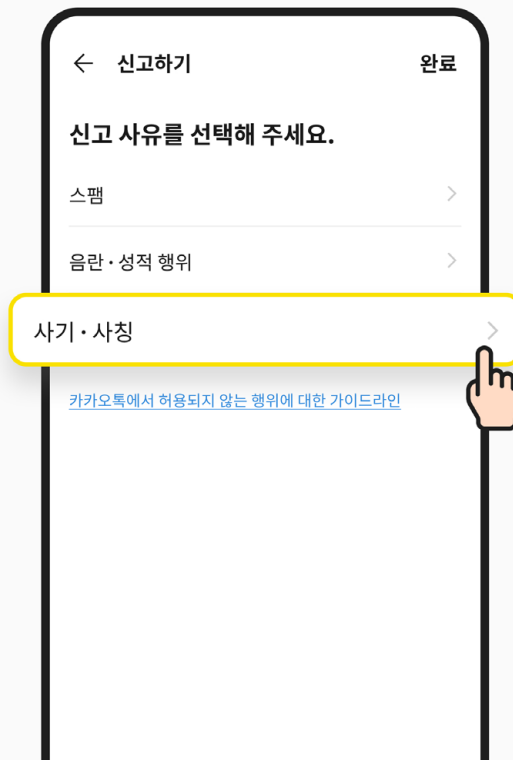 신고하기 완료
신고 사유를 선택해 주세요.
스팸
음란 · 성적 행위
사기 · 사칭
카카오톡에서 허용되지 않는 행위에 대한 가이드라인